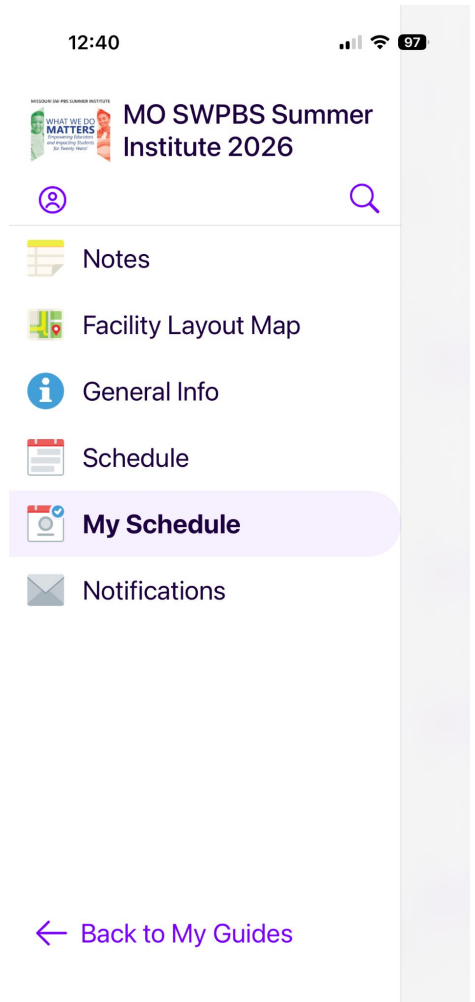 12:40
97
MISSOURI SW-PBS SUMMER INSTITUTE
WHAT WE DO
MATTERS
Empowering Educators
and Impacting Students
for Twenty Years!
MO SWPBS Summer
Institute 2026
Notes
Facility Layout Map
General Info
Schedule
My Schedule
Notifications
Back to My Guides